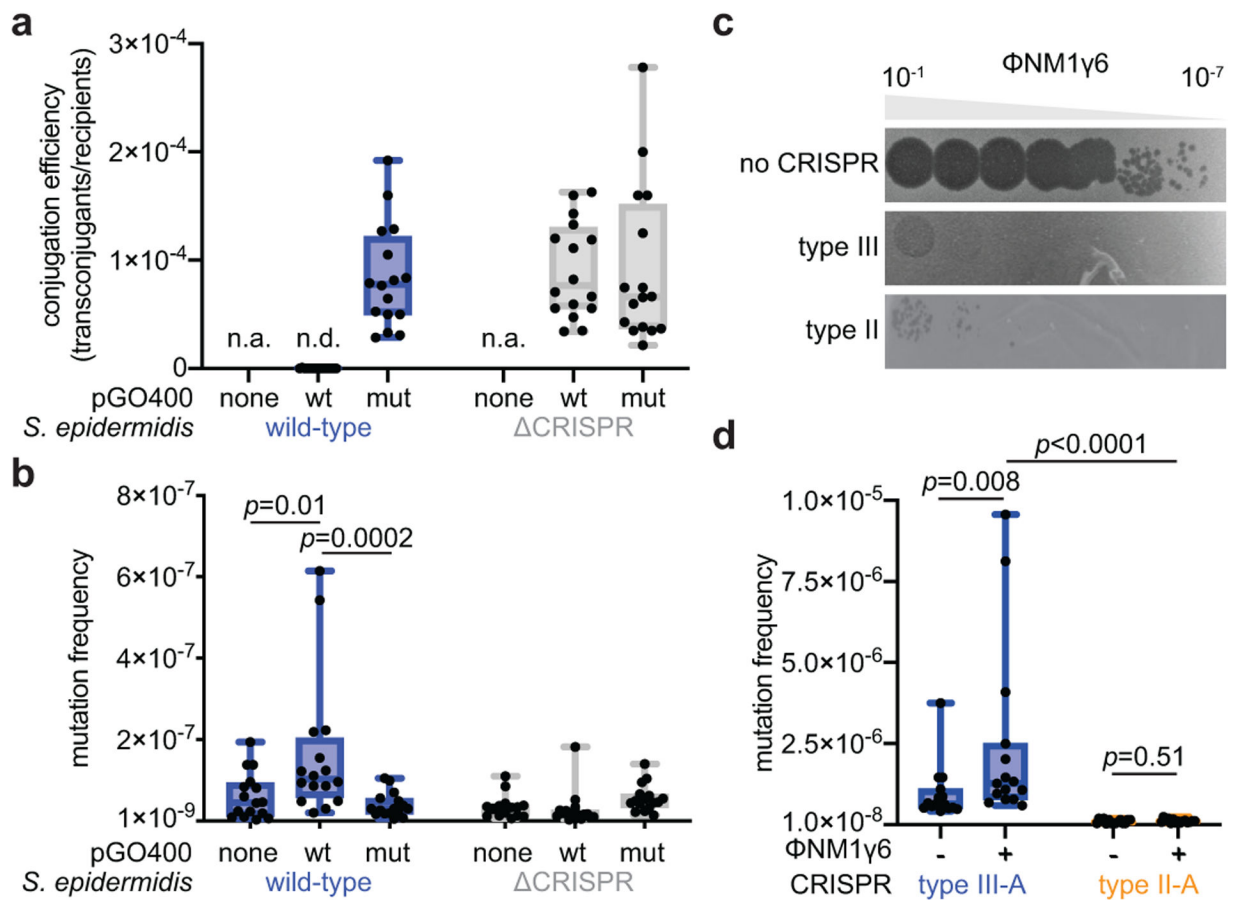 a
3×10-4
2×10-4
1×10-4
0
conjugation efficiency
(transconjugants/recipients)
n.a.
n.d.
n.a.
pGO400 none wt mut none wt mut
S. epidermidis wild-type ΔCRISPR
b
8×10-7
6×10-7
4×10-7
2×10-7
1×10-9
mutation frequency
p=0.01
p=0.0002
pGO400 none wt mut none wt mut
S. epidermidis wild-type ΔCRISPR
c
ΦNM1γ6
10-1 10-7
no CRISPR
type III
type II
d
p<0.0001
p=0.008
p=0.51
1.0×10-5
7.5×10-6
5.0×10-6
2.5×10-6
1.0×10-8
mutation frequency
ΦNM1γ6 - + - +
CRISPR type III-A type II-A